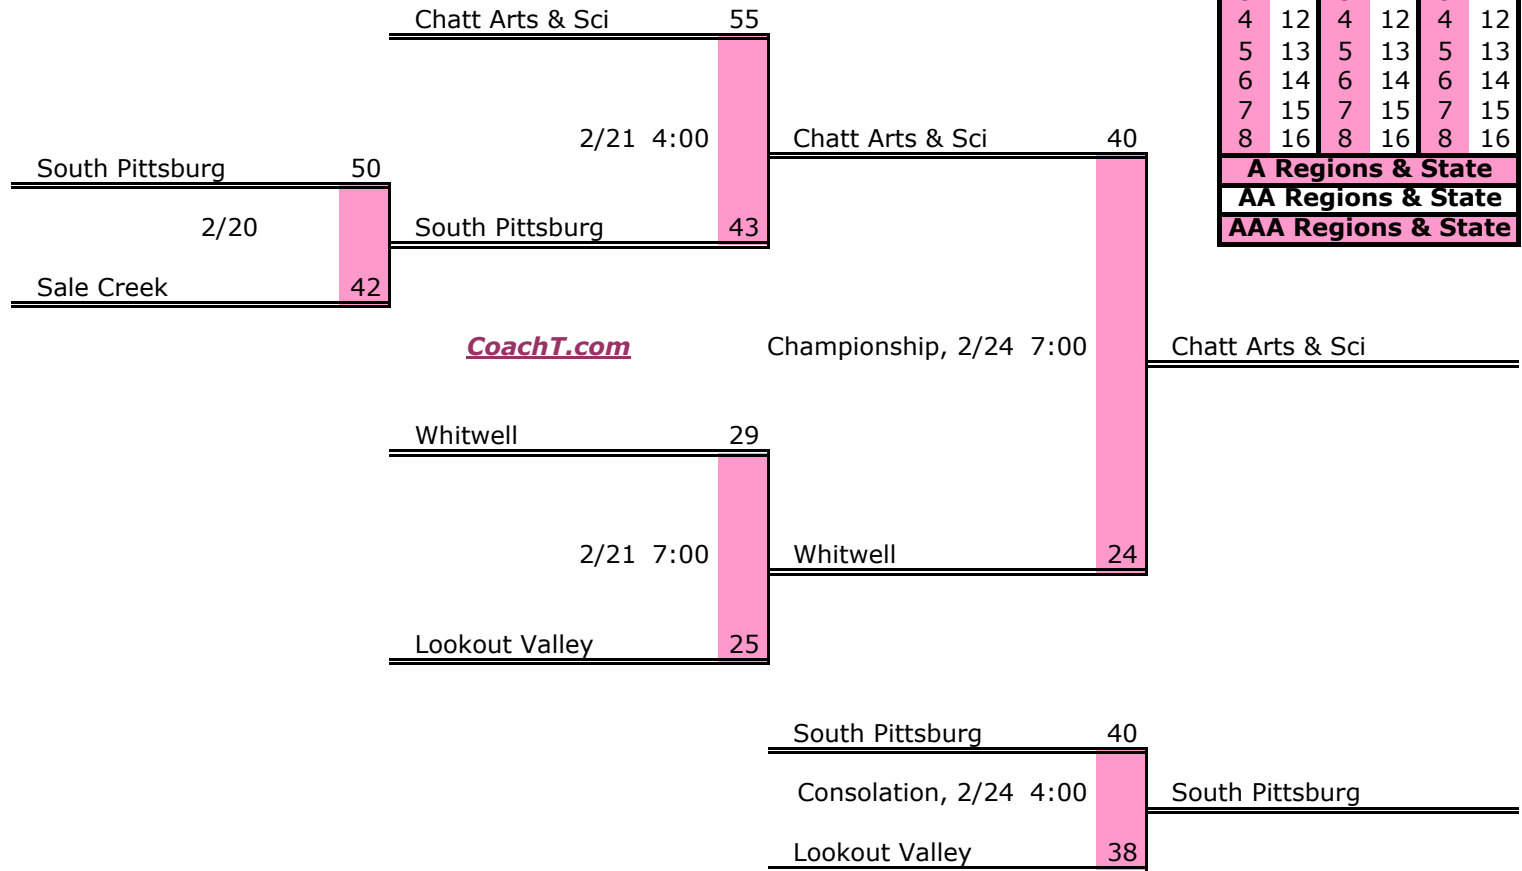 Chatt Arts & Sci 55
4 12 4 12 4 12
5 13 5 13 5 13
6 14 6 14 6 14
7 15 7 15 7 15
8 16 8 16 8 16
A Regions & State
AA Regions & State
AAA Regions & State
2/21 4:00
Chatt Arts & Sci 40
South Pittsburg 50
2/20
South Pittsburg 43
Sale Creek 42
CoachT.com
Championship, 2/24 7:00
Chatt Arts & Sci
Whitwell 29
2/21 7:00
Whitwell 24
Lookout Valley 25
South Pittsburg 40
Consolation, 2/24 4:00
South Pittsburg
Lookout Valley 38